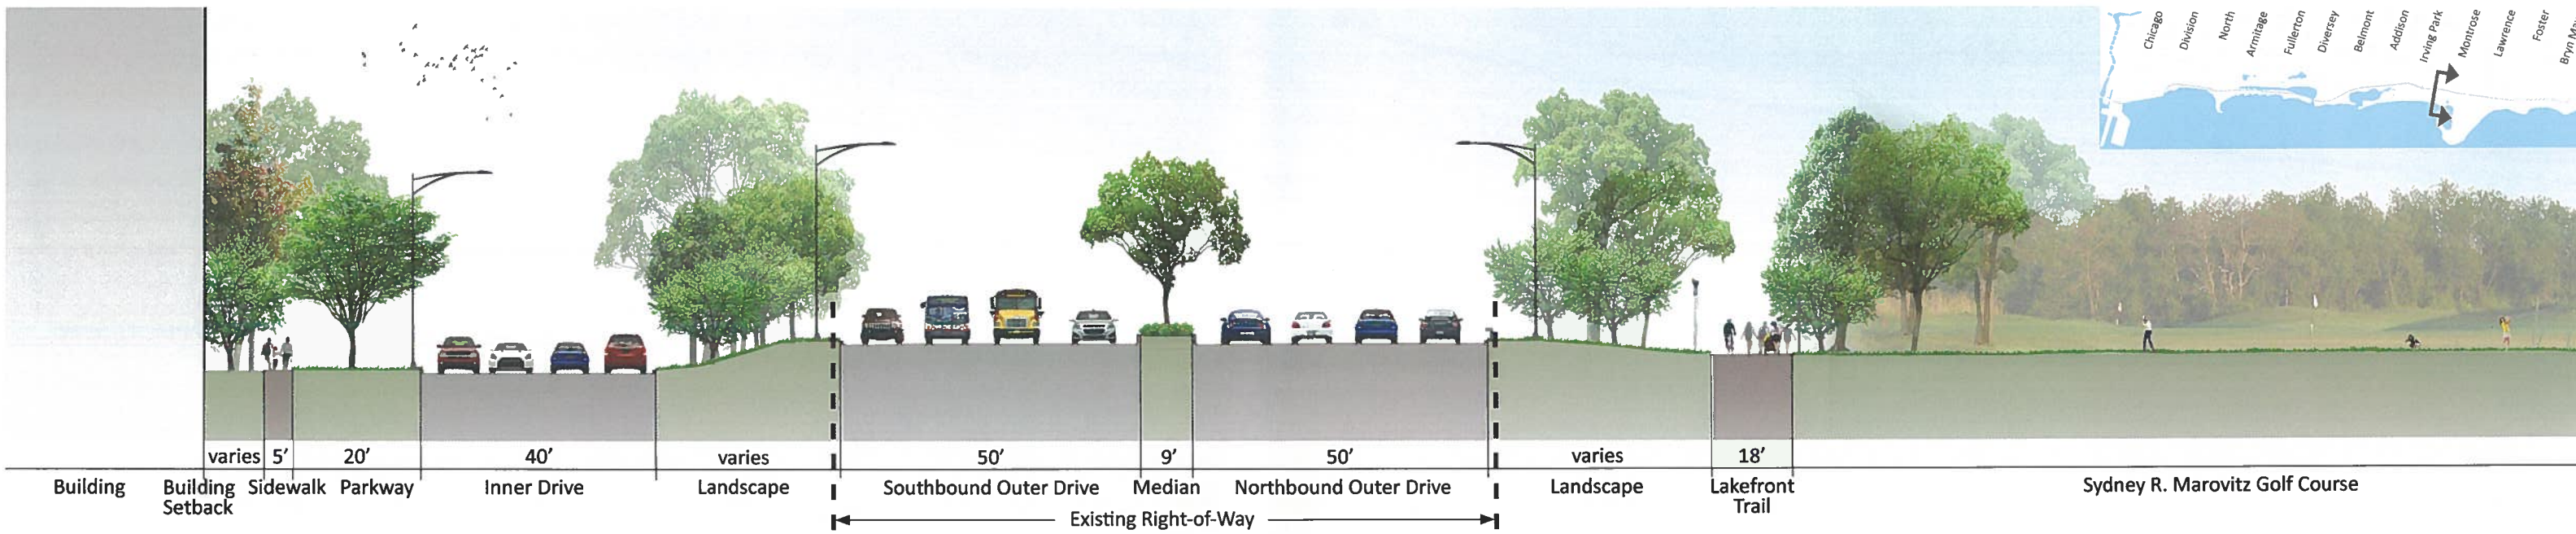 Chicago
Division
North
Armitage
Fullerton
Diversey
Belmont
Addison
Irving Park
Montrose
Lawrence
Foster
varies 5’ 20’ 40’ varies 50’ 9’ 50’ varies 18’
Building
Building
Setback
Sidewalk
Parkway
Inner Drive
Landscape
Southbound Outer Drive
Median
Northbound Outer Drive
Landscape
Lakefront
Trail
Sydney R. Marovitz Golf Course
Existing Right-of-Way